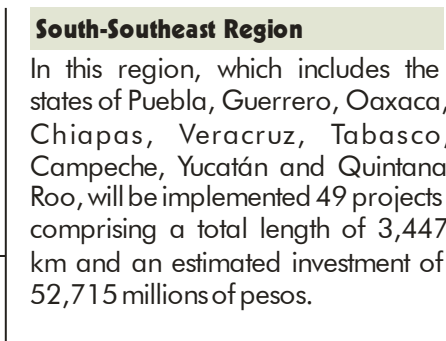 South-Southeast Region
In this region, which includes the
states of Puebla, Guerrero, Oaxaca,
Chiapas, Veracruz, Tabasco,
Campeche, Yucatán and Quintana
Roo, will be implemented 49 projects
comprising a total length of 3,447
km and an estimated investment of
52,715 millions of pesos.